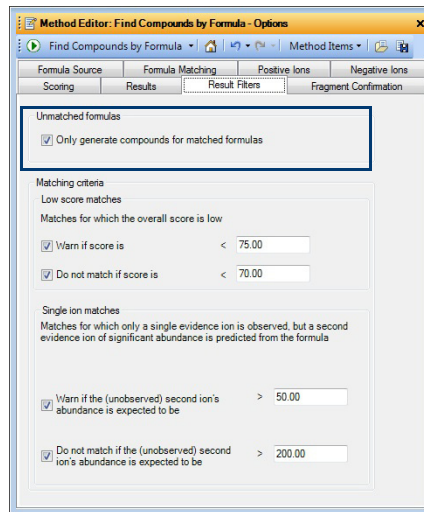 Method Editor: Find Compounds by Formula - Options
Find Compounds by Formula
Method Items
Formula Source
Formula Matching
Positive Ions
Negative Ions
Scoring
Results
Result Filters
Fragment Confirmation
Unmatched formulas
Only generate compounds for matched formulas
Matching criteria
Low score matches
Matches for which the overall score is low
Warn if score is < 75.00
Do not match if score is < 70.00
Single ion matches
Matches for which only a single evidence ion is observed, but a second
evidence ion of significant abundance is predicted from the formula
Warn if the (unobserved) second ion's > 50.00
abundance is expected to be
Do not match if the (unobserved) second > 200.00
ion's abundance is expected to be